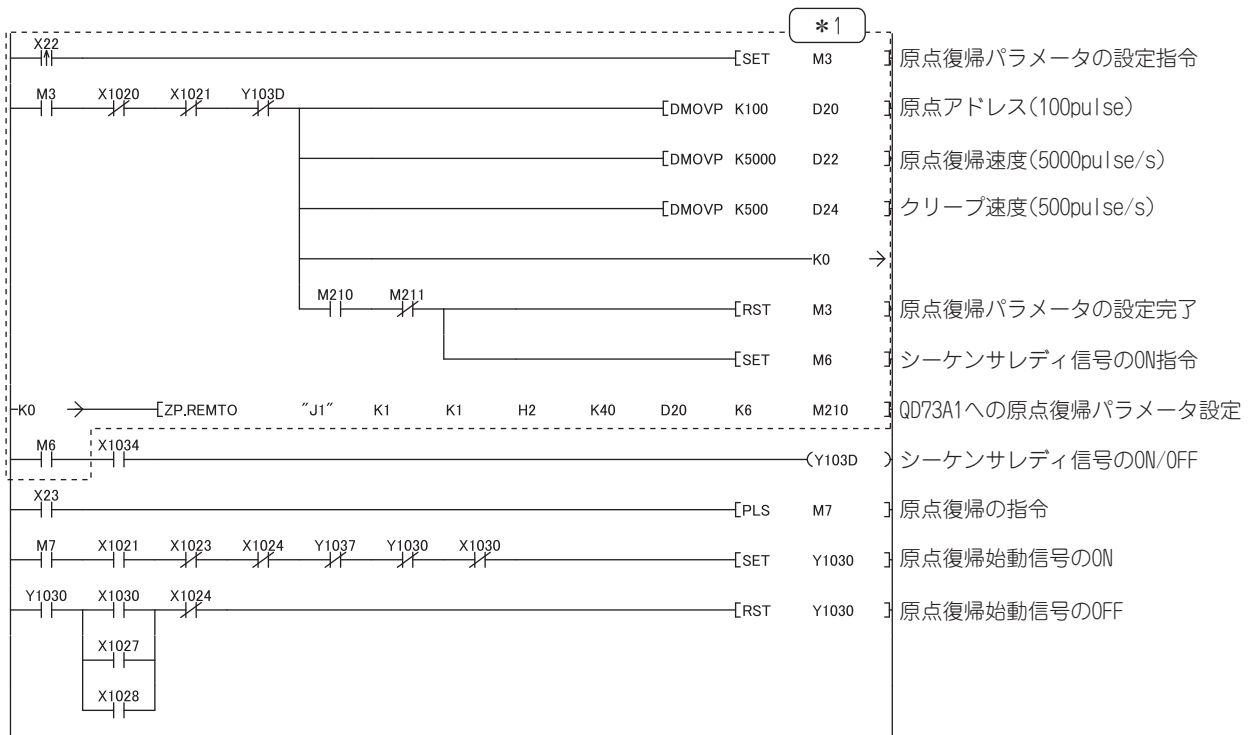 ＊1
X22
[SET M3 ] 原点復帰パラメータの設定指令
M3 X1020 X1021 Y103D
[DMOVP K100 D20 ] 原点アドレス(100pulse)
[DMOVP K5000 D22 ] 原点復帰速度(5000pulse/s)
[DMOVP K500 D24 ] クリープ速度(500pulse/s)
K0
M210 M211
[RST M3 ] 原点復帰パラメータの設定完了
[SET M6 ] シーケンサレディ信号のON指令
K0 [ZP.REMTO "J1" K1 K1 H2 K40 D20 K6 M210 ] QD73A1への原点復帰パラメータ設定
M6 X1034
(Y103D ) シーケンサレディ信号のON/OFF
X23
[PLS M7 ] 原点復帰の指令
M7 X1021 X1023 X1024 Y1037 Y1030 X1030
[SET Y1030 ] 原点復帰始動信号のON
Y1030 X1030 X1024
[RST Y1030 ] 原点復帰始動信号のOFF
X1027
X1028